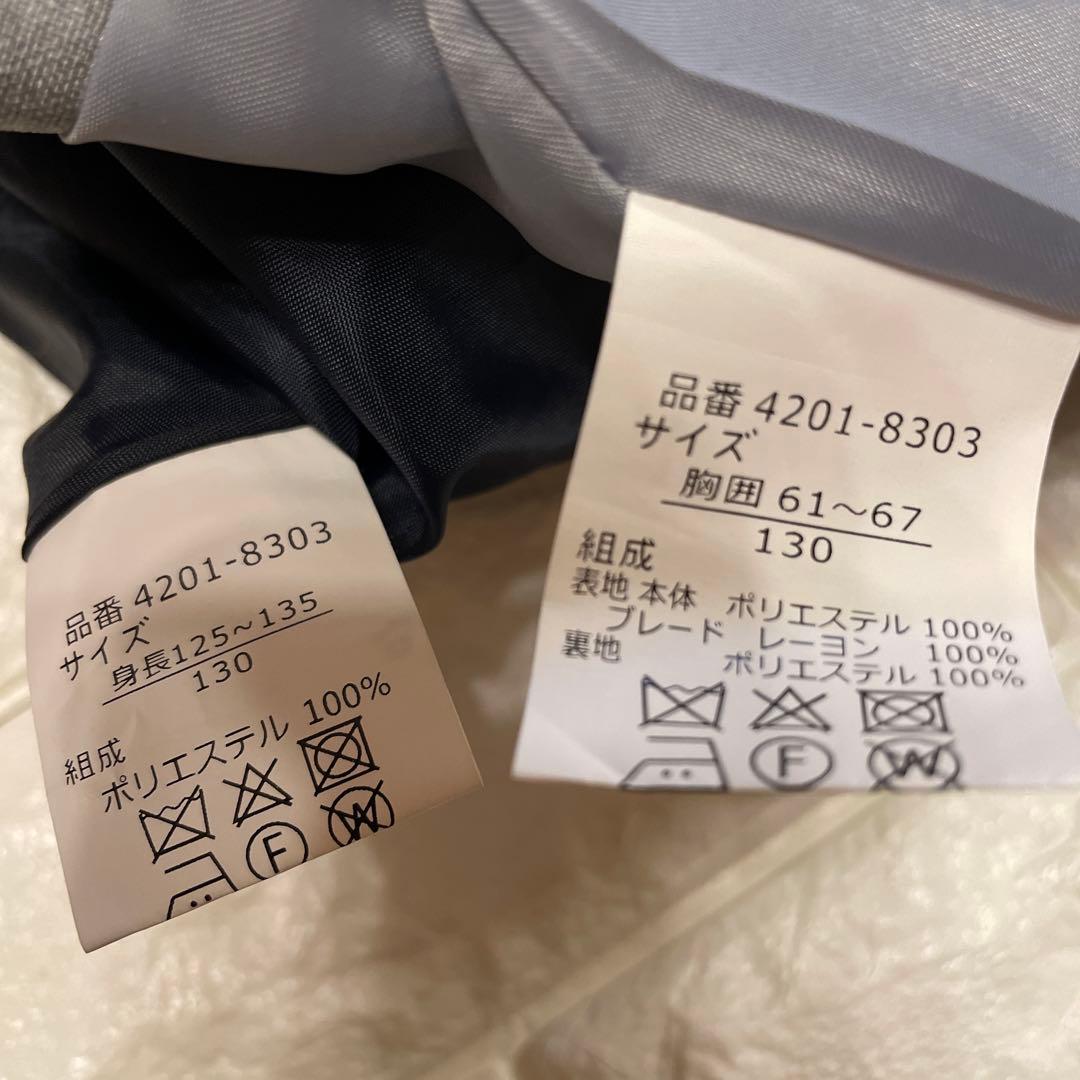 品番 4201-8303
サイズ
身長125~135
130
組成
ポリエステル 100%
F
W
品番 4201-8303
サイズ
胸囲 61～67
130
組成
表地 本体 ポリエステル 100%
ブレード レーヨン 100%
裏地 ポリエステル 100%
F
W